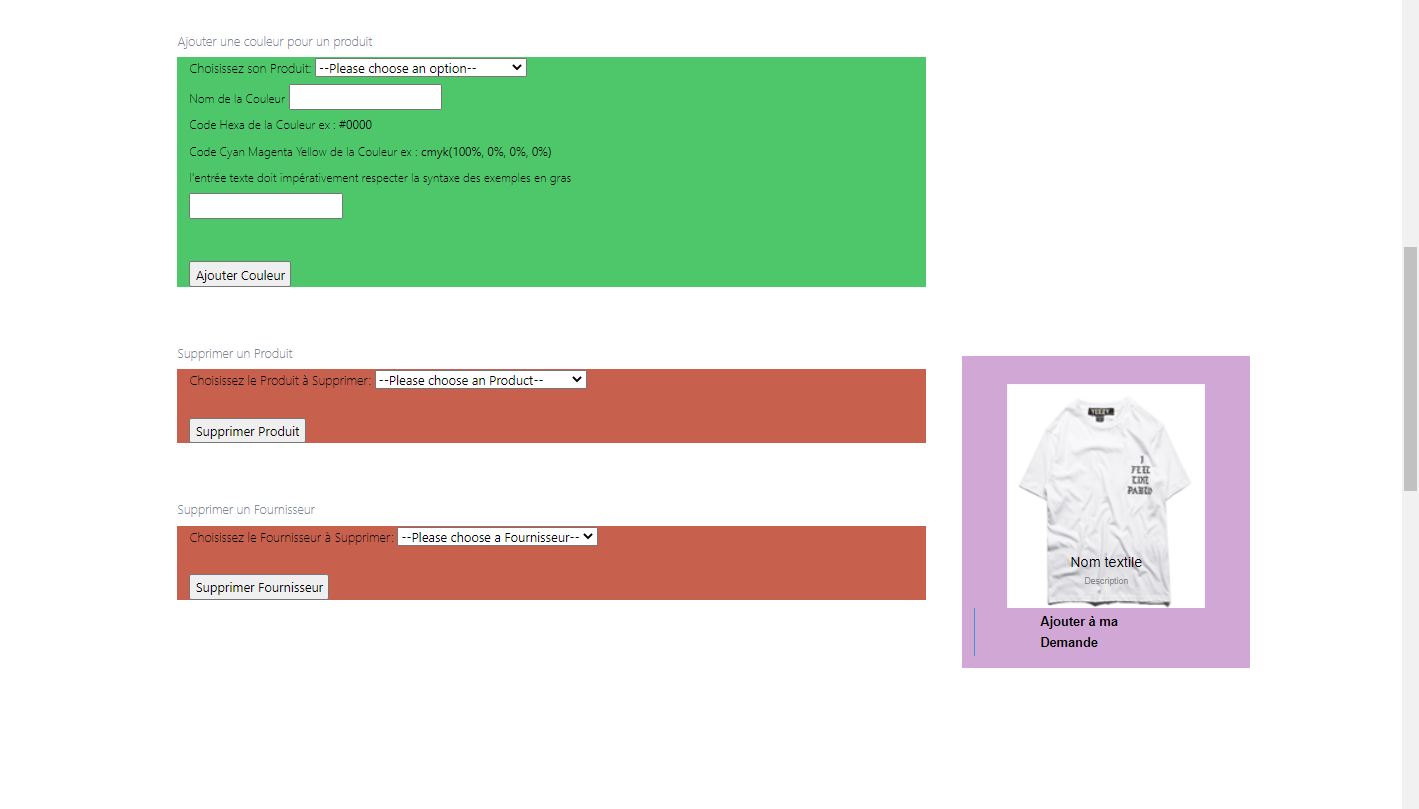 Ajouter une couleur pour un produit
Choisissez son Produit: --Please choose an option--
Nom de la Couleur
Code Hexa de la Couleur ex : #0000
Code Cyan Magenta Yellow de la Couleur ex : cmyk(100%, 0%, 0%, 0%)
l'entrée texte doit impérativement respecter la syntaxe des exemples en gras
Ajouter Couleur
Supprimer un Produit
Choisissez le Produit à Supprimer: --Please choose an Product--
Supprimer Produit
Supprimer un Fournisseur
Choisissez le Fournisseur à Supprimer: --Please choose a Fournisseur--
Supprimer Fournisseur
YEEZY
I
FEEL
LIKE
PABLO
Nom textile
Description
Ajouter à ma
Demande